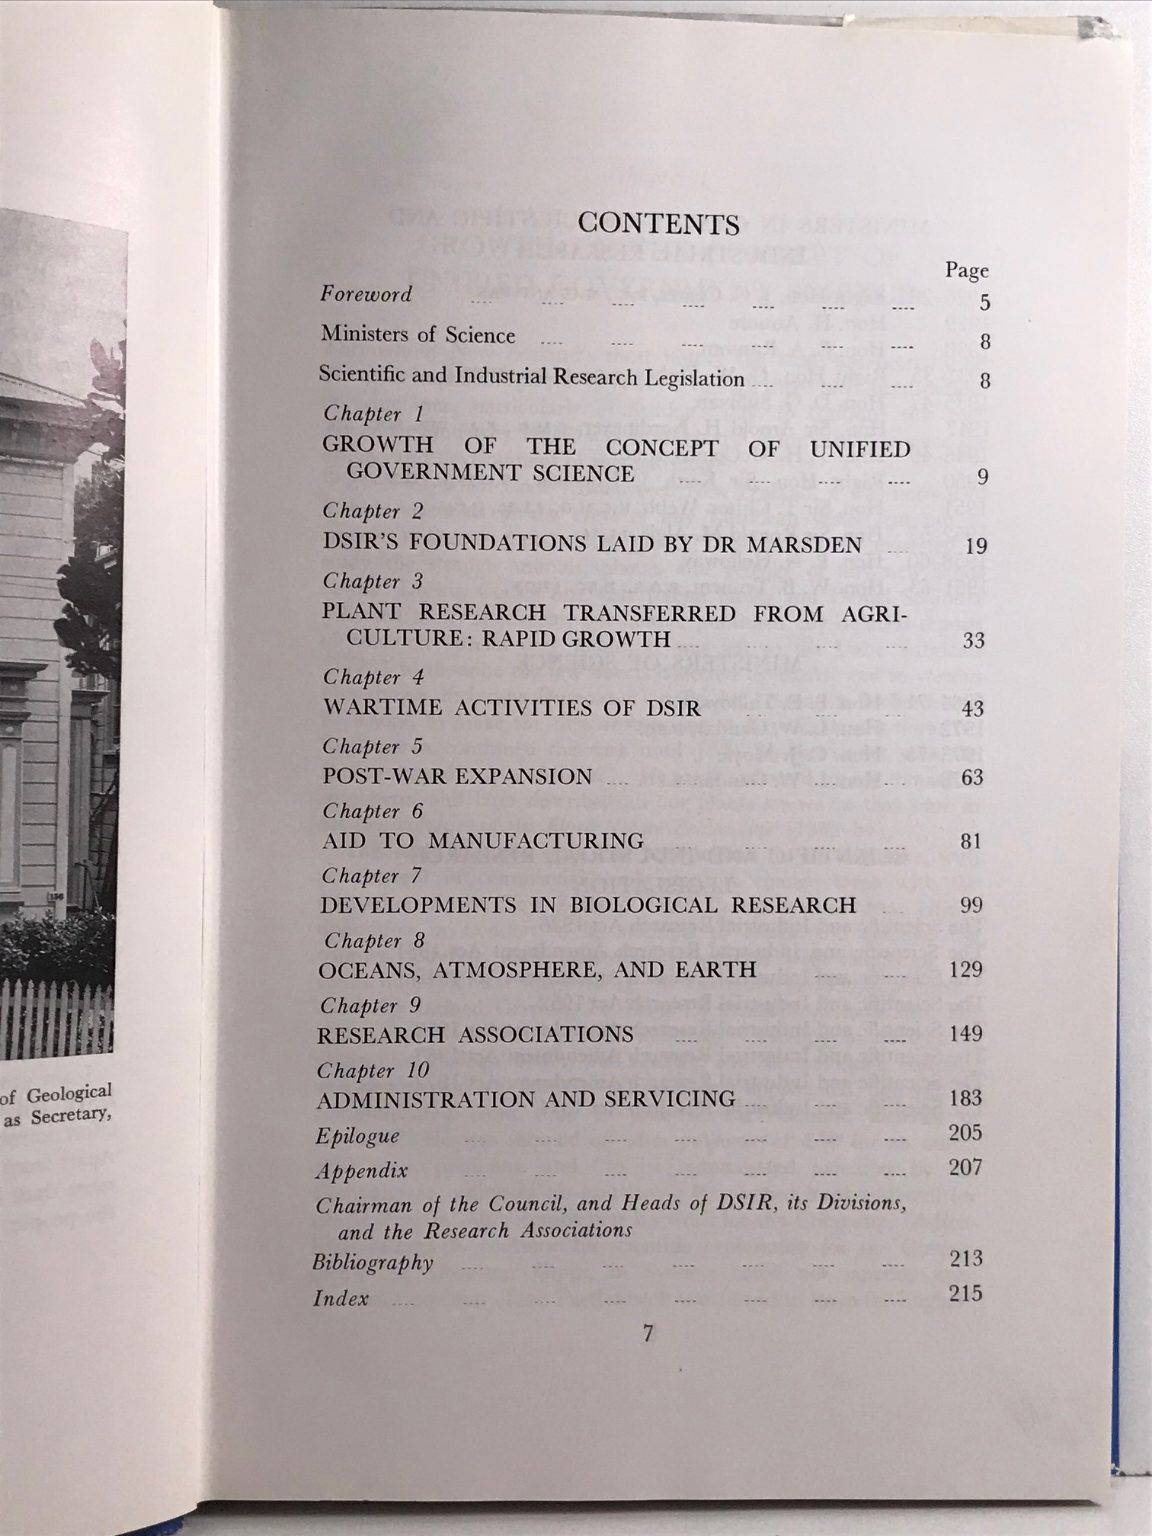 of Geological
as Secretary,
CONTENTS
Page
Foreword .... .... .... .... .... .... .... 5
Ministers of Science .... .... .... .... .... .... 8
Scientific and Industrial Research Legislation .... .... .... 8
Chapter 1
GROWTH OF THE CONCEPT OF UNIFIED
GOVERNMENT SCIENCE .... .... .... 9
Chapter 2
DSIR'S FOUNDATIONS LAID BY DR MARSDEN .... 19
Chapter 3
PLANT RESEARCH TRANSFERRED FROM AGRI-
CULTURE: RAPID GROWTH .... .... .... .... 33
Chapter 4
WARTIME ACTIVITIES OF DSIR .... .... .... 43
Chapter 5
POST-WAR EXPANSION .... .... .... .... .... 63
Chapter 6
AID TO MANUFACTURING .... .... .... 81
Chapter 7
DEVELOPMENTS IN BIOLOGICAL RESEARCH .... 99
Chapter 8
OCEANS, ATMOSPHERE, AND EARTH .... .... 129
Chapter 9
RESEARCH ASSOCIATIONS .... .... .... .... 149
Chapter 10
ADMINISTRATION AND SERVICING .... .... .... 183
Epilogue .... .... .... .... .... .... .... 205
Appendix .... .... .... .... .... .... .... 207
Chairman of the Council, and Heads of DSIR, its Divisions,
and the Research Associations
Bibliography .... .... .... .... .... .... .... 213
Index .... .... .... .... .... .... .... .... 215
7